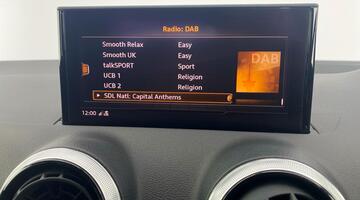 Radio: DAB
Smooth Relax Easy
Smooth UK Easy
talkSPORT Sport
UCB 1 Religion
UCB 2 Religion
SDL Natl: Capital Anthems
DAB
12:00